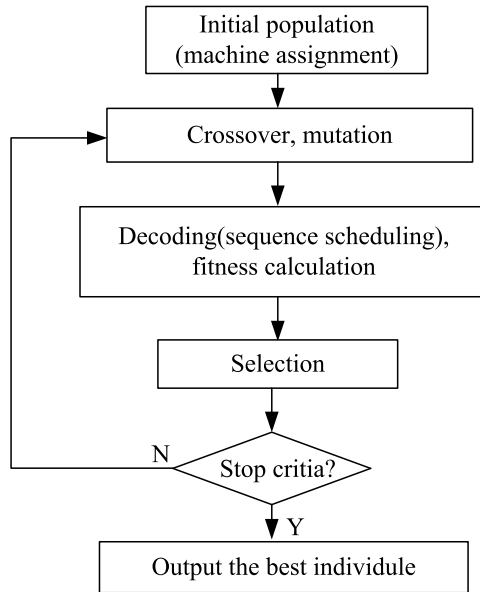 Initial population
(machine assignment)
Crossover, mutation
Decoding(sequence scheduling),
fitness calculation
Selection
N
Stop critia?
Y
Output the best individule